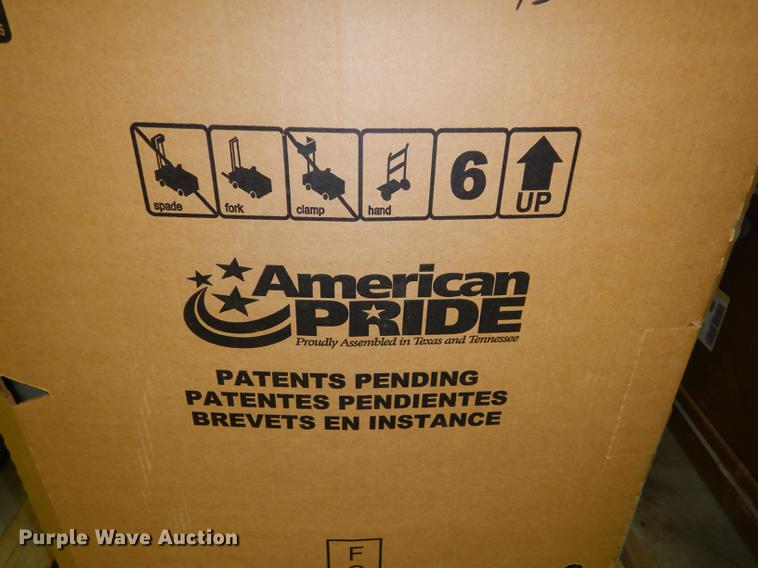 S
spade fork clamp hand 6 UP
American
PRIDE
Proudly Assembled in Texas and Tennessee
PATENTS PENDING
PATENTES PENDIENTES
BREVETS EN INSTANCE
F
Purple Wave Auction